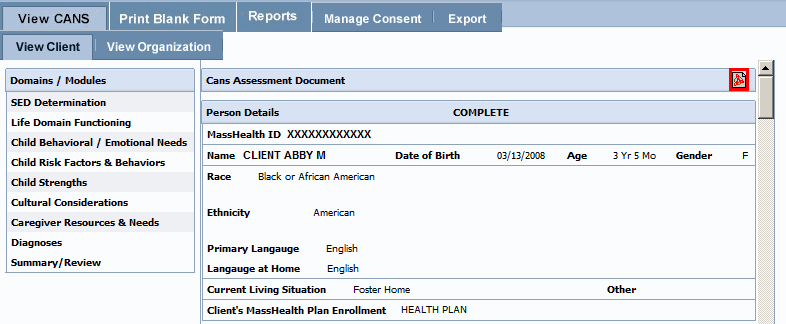 View CANS Print Blank Form Reports Manage Consent Export
View Client View Organization
Domains / Modules
SED Determination
Life Domain Functioning
Child Behavioral / Emotional Needs
Child Risk Factors & Behaviors
Child Strengths
Cultural Considerations
Caregiver Resources & Needs
Diagnoses
Summary/Review
Cans Assessment Document
Person Details COMPLETE
MassHealth ID XXXXXXXXXXXX
Name CLIENT ABBY M Date of Birth 03/13/2008 Age 3 Yr 5 Mo Gender F
Race Black or African American
Ethnicity American
Primary Langauge English
Langauge at Home English
Current Living Situation Foster Home Other
Client's MassHealth Plan Enrollment HEALTH PLAN